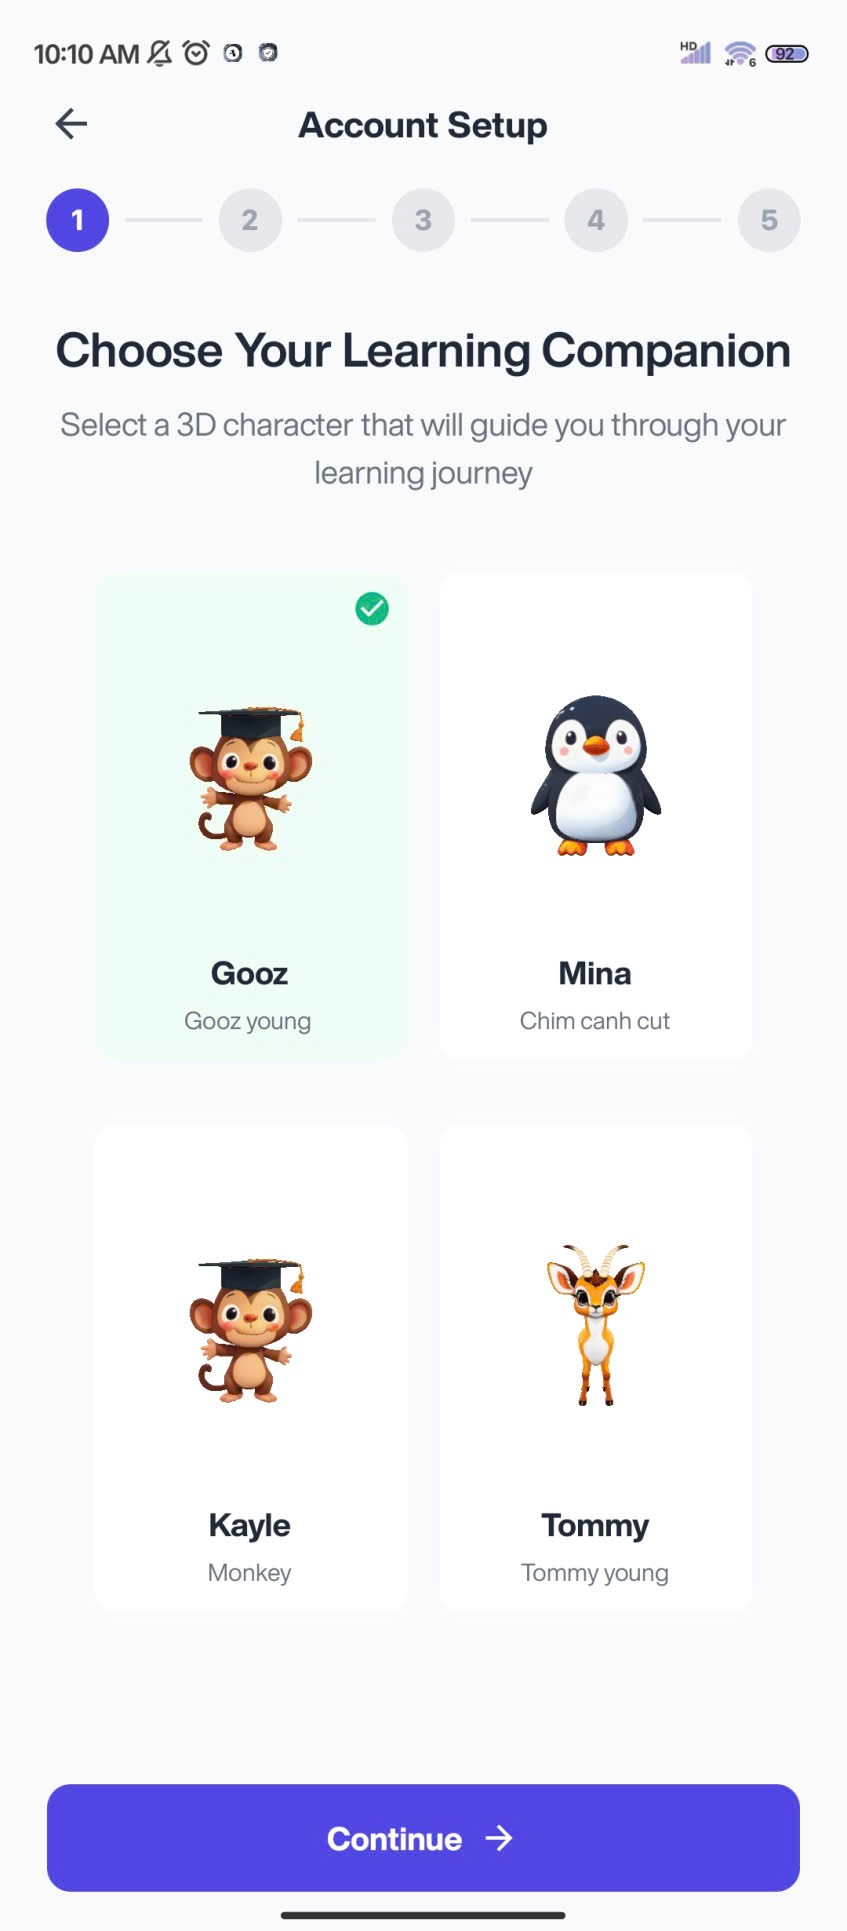 10:10 AM
HD
6
92
Account Setup
1 2 3 4 5
Choose Your Learning Companion
Select a 3D character that will guide you through your
learning journey
Gooz
Gooz young
Mina
Chim canh cut
Kayle
Monkey
Tommy
Tommy young
Continue